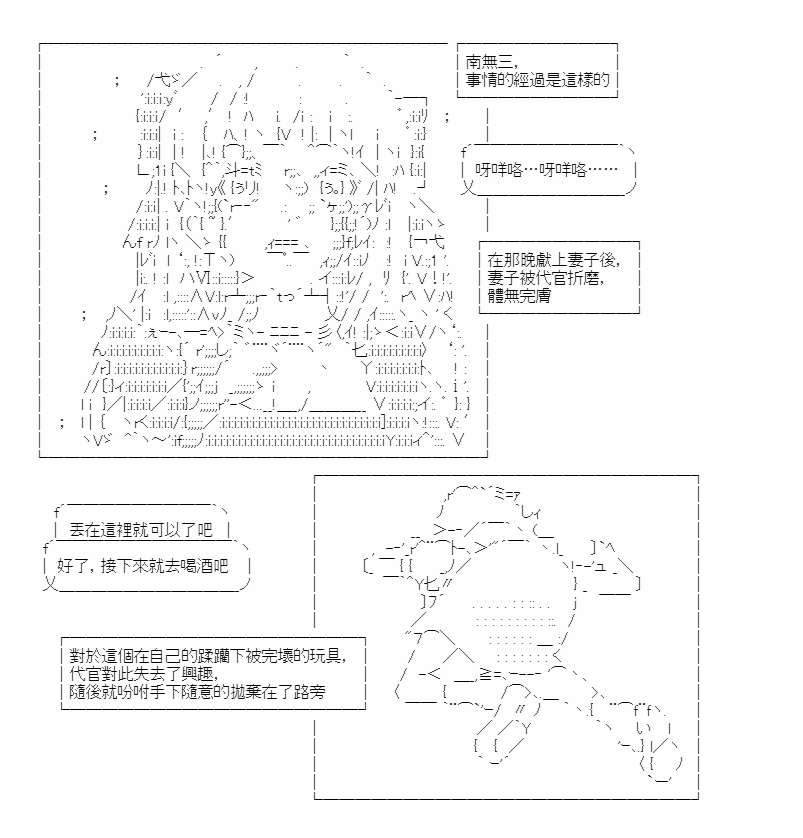 南無三，
事情的經過是這樣的
呀咩咯…呀咩咯……
在那晚獻上妻子後，
妻子被代官折磨，
體無完膚
丟在這裡就可以了吧
好了，接下來就去喝酒吧
對於這個在自己的蹂躪下被完壞的玩具，
代官對此失去了興趣，
隨後就吩咐手下隨意的拋棄在了路旁